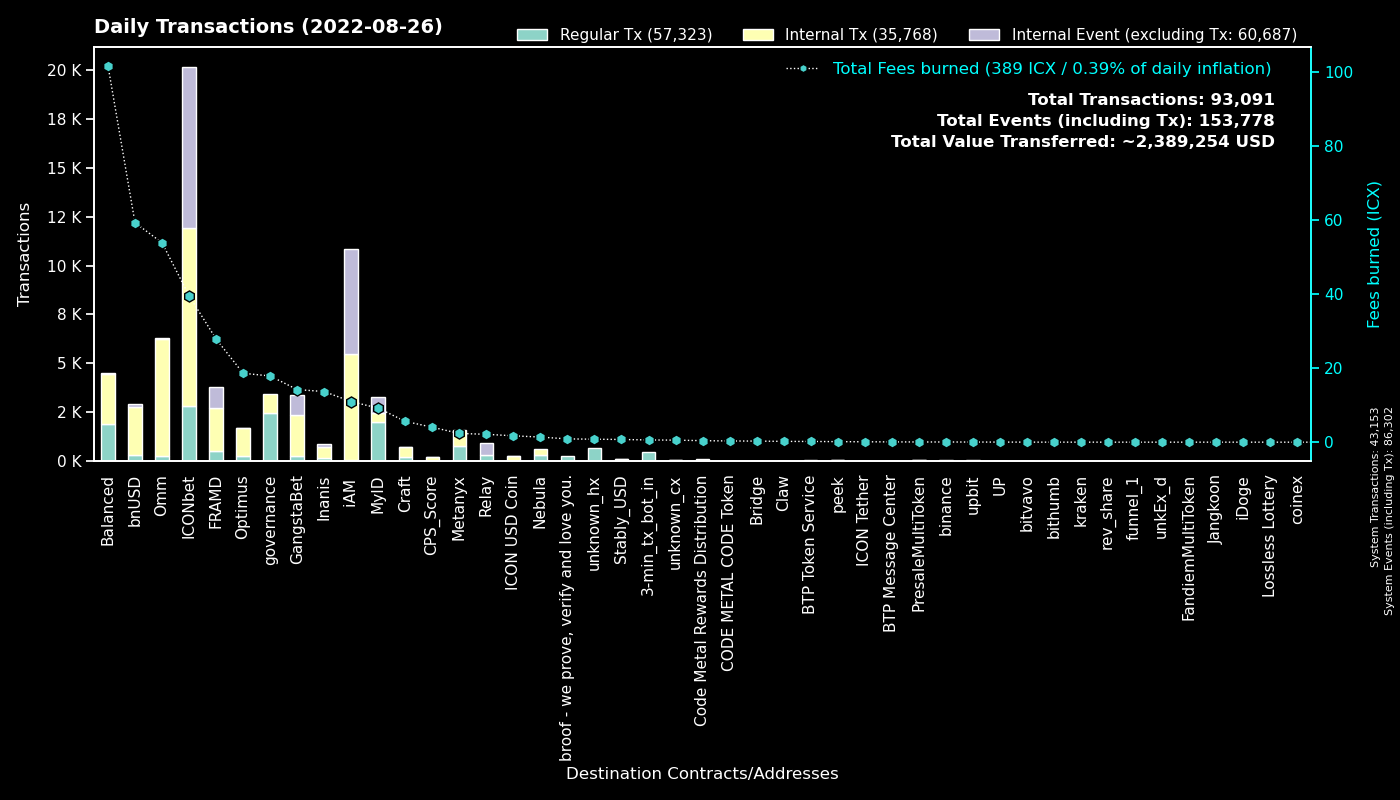 Daily Transactions (2022-08-26)
Regular Tx (57,323)
Internal Tx (35,768)
Internal Event (excluding Tx: 60,687)
Total Fees burned (389 ICX / 0.39% of daily inflation)
Total Transactions: 93,091
Total Events (including Tx): 153,778
Total Value Transferred: ~2,389,254 USD
Transactions
20 K
18 K
15 K
12 K
10 K
8 K
5 K
2 K
0 K
100
80
60
40
20
0
Fees burned (ICX)
System Transactions: 43,153
System Events (including Tx): 86,302
Balanced
bnUSD
Omm
ICONbet
FRAMD
Optimus
governance
GangstaBet
Inanis
iAM
MyID
Craft
CPS_Score
Metanyx
Relay
ICON USD Coin
Nebula
broof - we prove, verify and love you.
unknown_hx
Stably_USD
3-min_tx_bot_in
unknown_cx
Code Metal Rewards Distribution
CODE METAL CODE Token
Bridge
Claw
BTP Token Service
peek
ICON Tether
BTP Message Center
PresaleMultiToken
binance
upbit
UP
bitvavo
bithumb
kraken
rev_share
funnel_1
unkEx_d
FandiemMultiToken
Jangkoon
iDoge
Lossless Lottery
coinex
Destination Contracts/Addresses